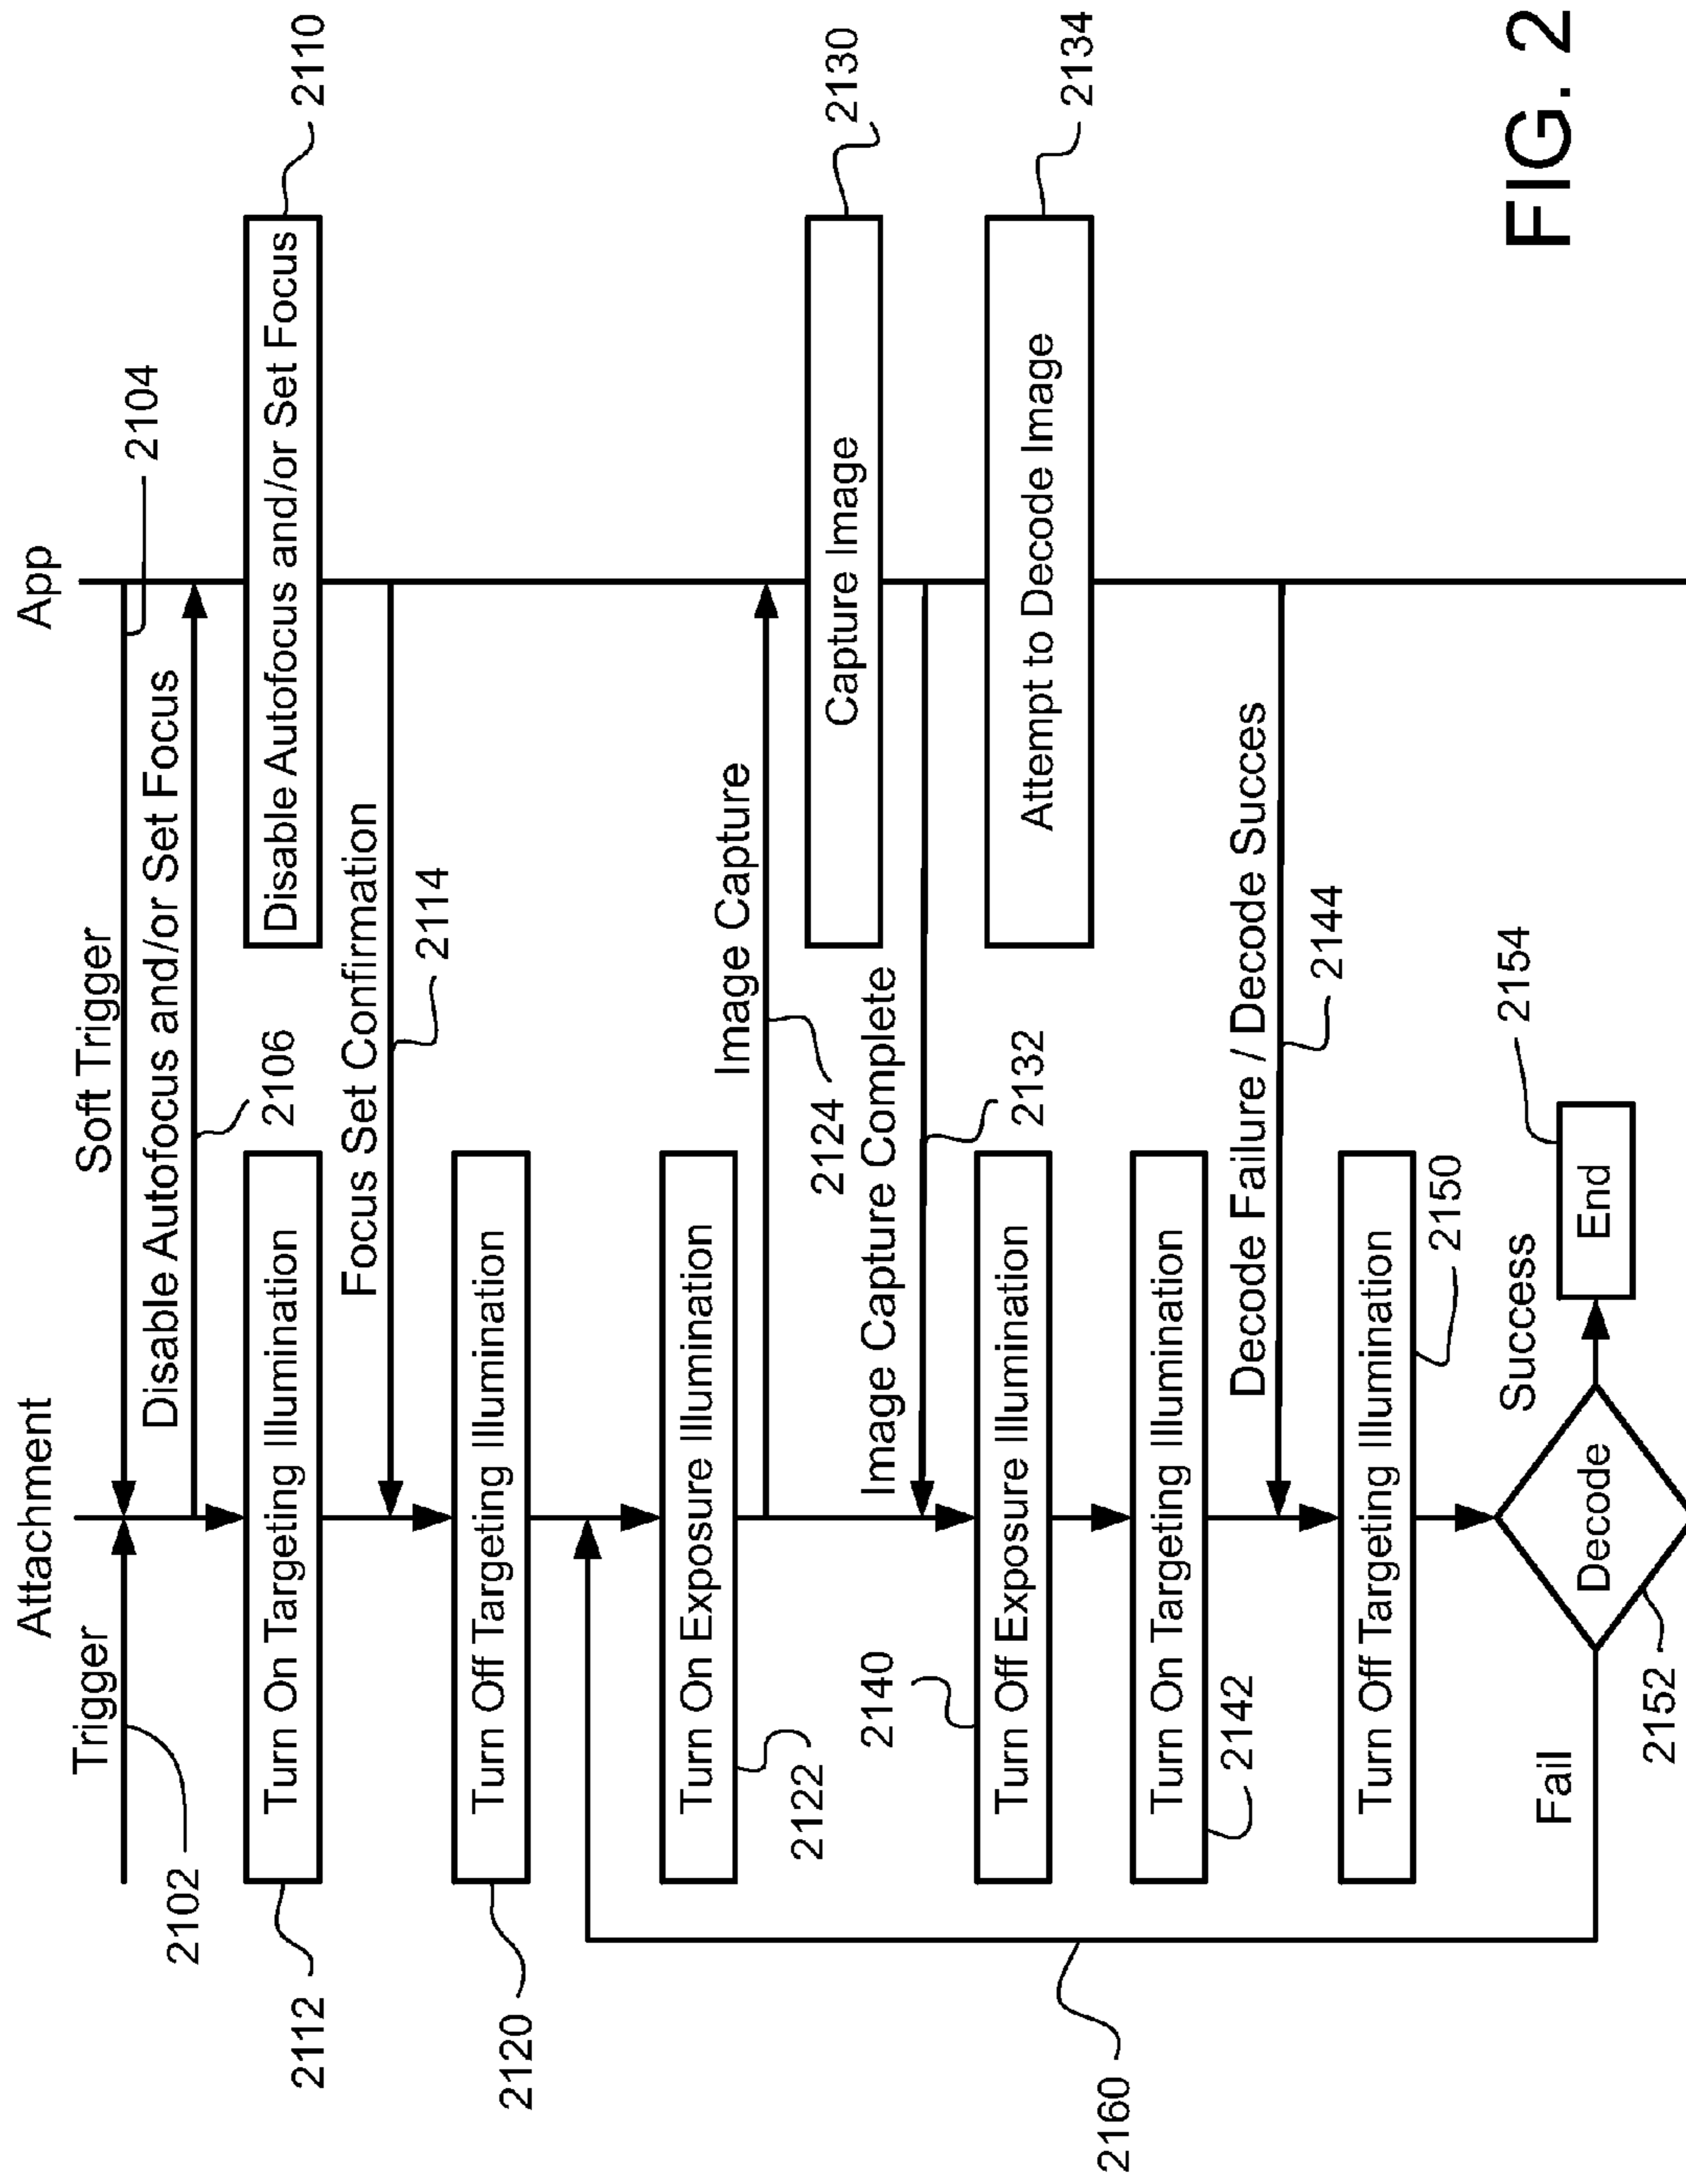 Attachment
App
Trigger
Soft Trigger
2102
2104
Disable Autofocus and/or Set Focus
2106
Turn On Targeting Illumination
2112
Disable Autofocus and/or Set Focus
2110
Focus Set Confirmation
2114
Turn Off Targeting Illumination
2120
Turn On Exposure Illumination
2122
Image Capture
2124
Capture Image
2130
Image Capture Complete
2132
Attempt to Decode Image
2134
Turn Off Exposure Illumination
2140
Turn On Targeting Illumination
2142
Decode Failure / Decode Succes
2144
Turn Off Targeting Illumination
2150
Decode
2152
Success
End
2154
Fail
2160
FIG. 2